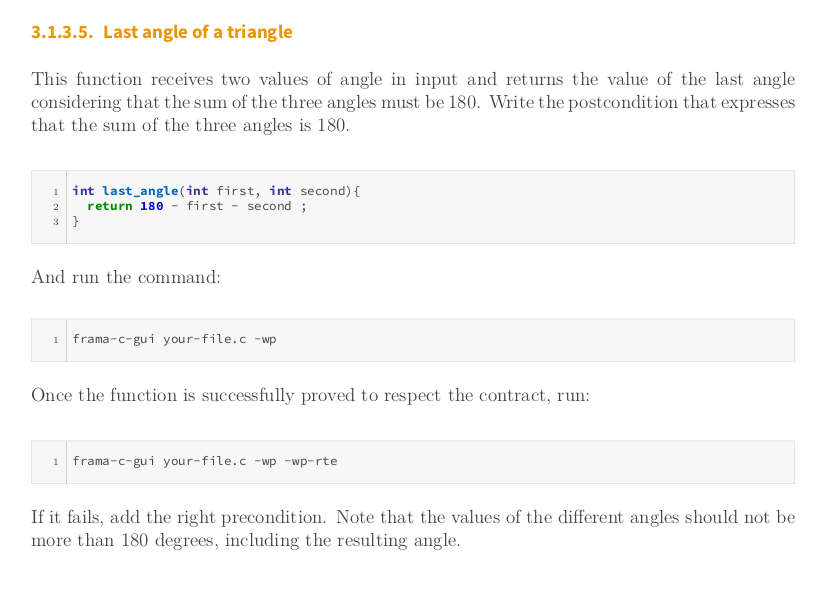 3.1.3.5. Last angle of a triangle
This function receives two values of angle in input and returns the value of the last angle
considering that the sum of the three angles must be 180. Write the postcondition that expresses
that the sum of the three angles is 180.
1 int last_angle(int first, int second){
2   return 180 - first - second ;
3 }
And run the command:
1 frama-c-gui your-file.c -wp
Once the function is successfully proved to respect the contract, run:
1 frama-c-gui your-file.c -wp -wp-rte
If it fails, add the right precondition. Note that the values of the different angles should not be
more than 180 degrees, including the resulting angle.